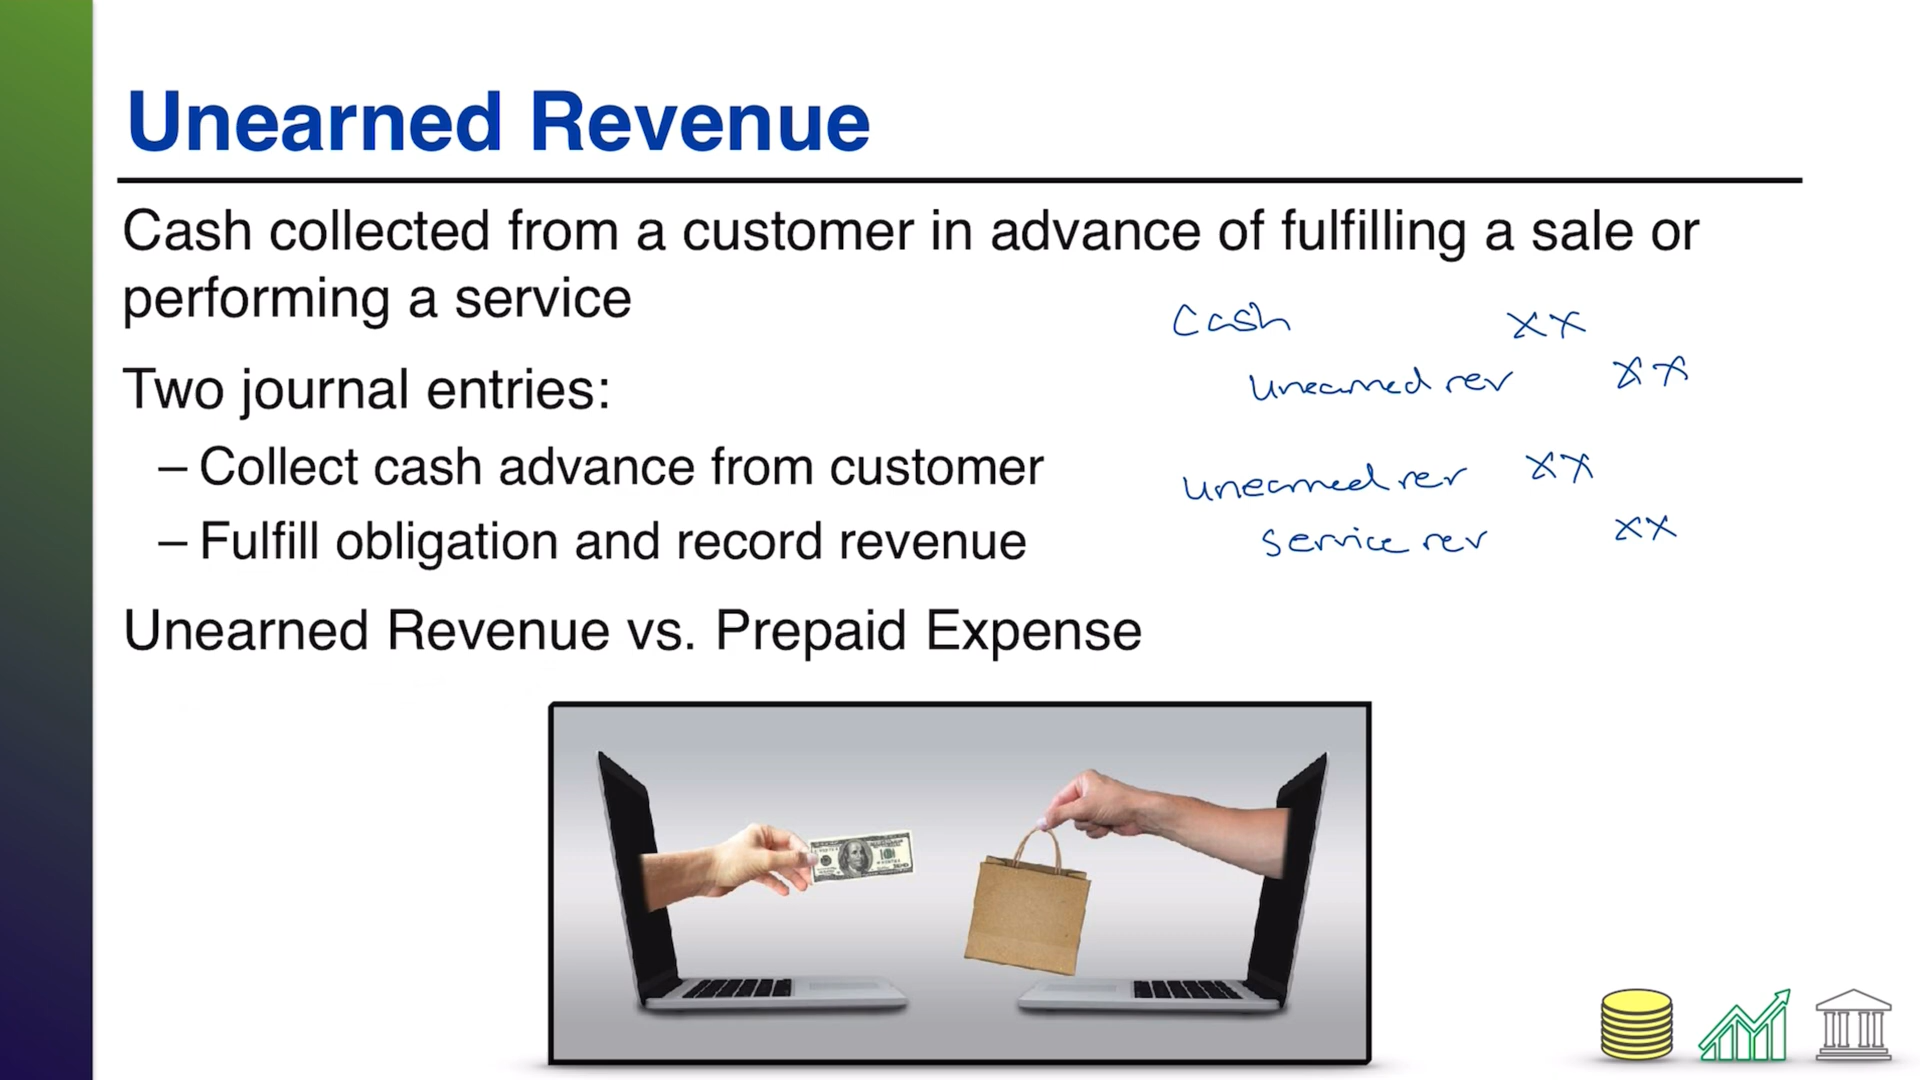 Unearned Revenue
Cash collected from a customer in advance of fulfilling a sale or
performing a service
Cash xx
Unearned rev xx
Two journal entries:
– Collect cash advance from customer
Unearned rev xx
– Fulfill obligation and record revenue
Service rev xx
Unearned Revenue vs. Prepaid Expense